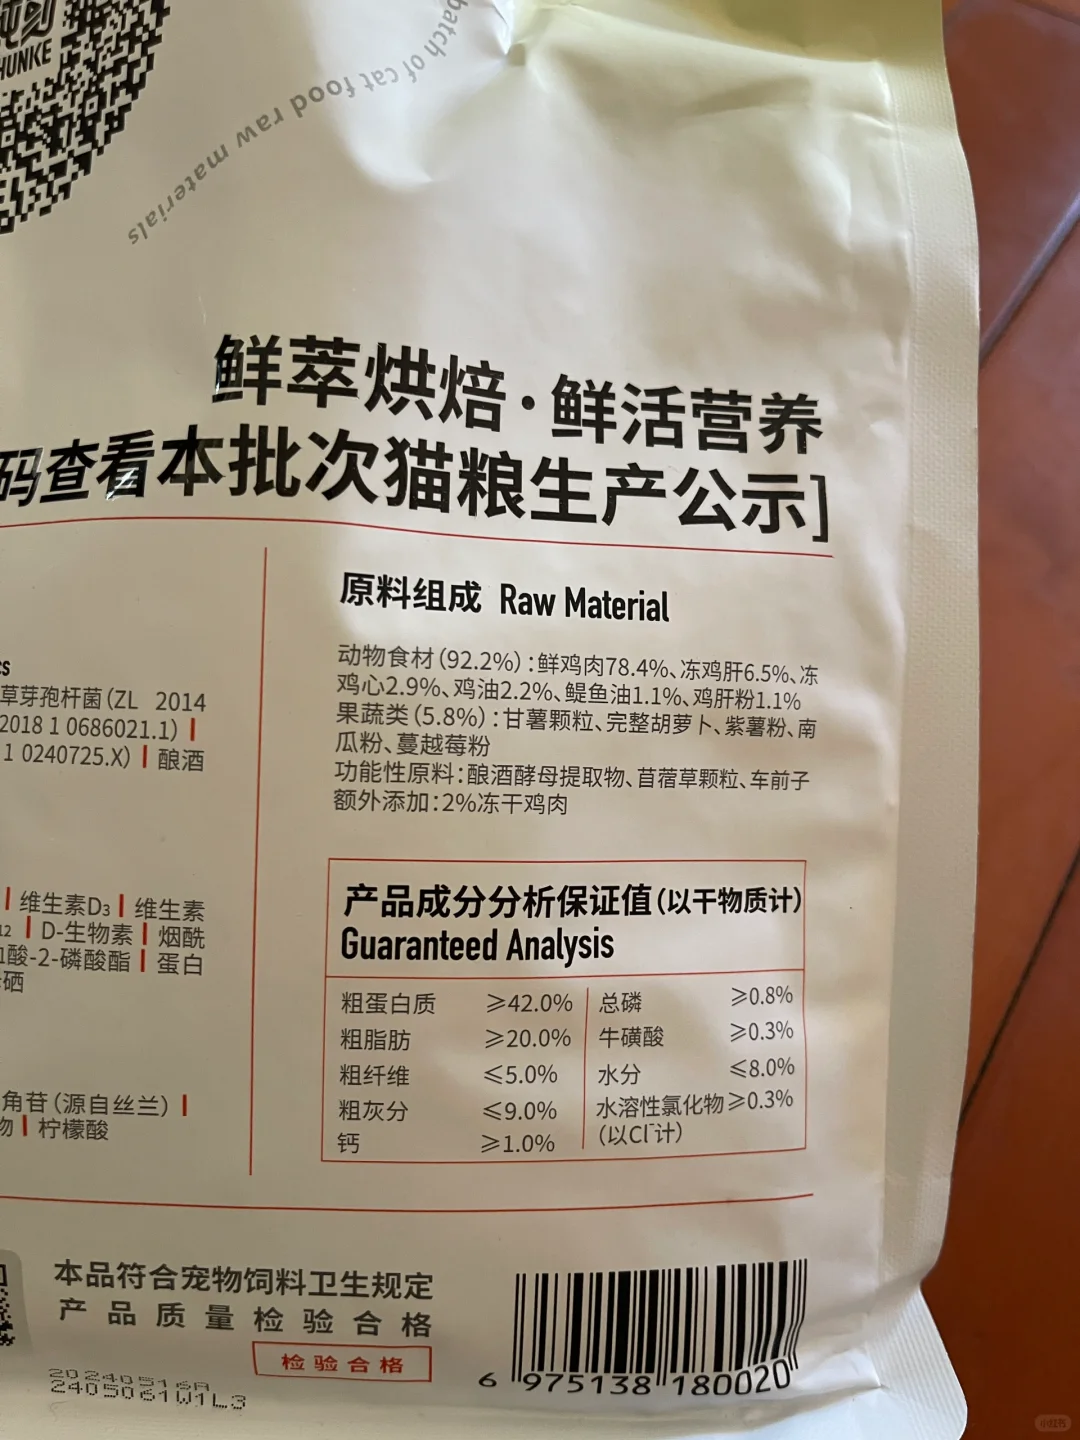 HUNKE
batch of cat food raw materials
鲜萃烘焙·鲜活营养
码查看本批次猫粮生产公示]
cs
草芽孢杆菌(ZL 2014
2018 1 0686021.1) |
1 0240725.X) | 酿酒
| 维生素D3 | 维生素
12 | D-生物素 | 烟酰
酸-2-磷酸酯 | 蛋白
硒
角苷(源自丝兰) |
物 | 柠檬酸
原料组成 Raw Material
动物食材(92.2%):鲜鸡肉78.4%、冻鸡肝6.5%、冻
鸡心2.9%、鸡油2.2%、鳀鱼油1.1%、鸡肝粉1.1%
果蔬类(5.8%):甘薯颗粒、完整胡萝卜、紫薯粉、南
瓜粉、蔓越莓粉
功能性原料:酿酒酵母提取物、苜蓿草颗粒、车前子
额外添加:2%冻干鸡肉
产品成分分析保证值(以干物质计)
Guaranteed Analysis
粗蛋白质 ≥42.0% 总磷 ≥0.8%
粗脂肪 ≥20.0% 牛磺酸 ≥0.3%
粗纤维 ≤5.0% 水分 ≤8.0%
粗灰分 ≤9.0% 水溶性氯化物 ≥0.3%
钙 ≥1.0% (以Cl⁻计)
本品符合宠物饲料卫生规定
产品质量检验合格
检验合格
20240516A
2405061W1L3
6 975138 180020
小红书